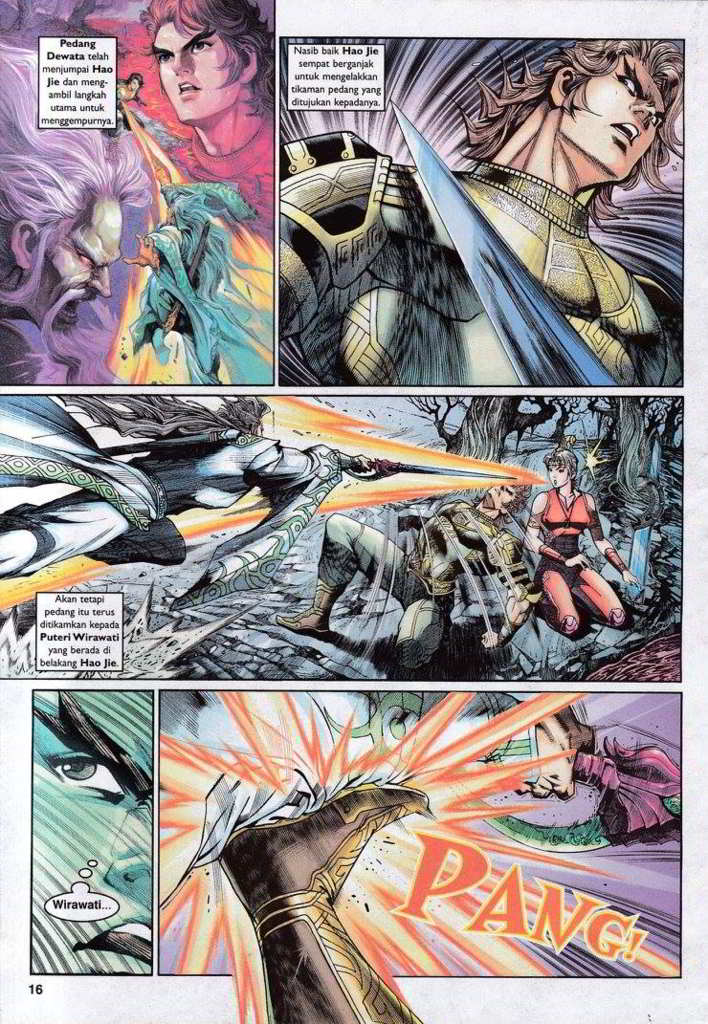 Pedang
Dewata telah
menjumpai Hao
Jie dan meng-
ambil langkah
utama untuk
menggempurnya.
Nasib baik Hao Jie
sempat berganjak
untuk mengelakkan
tikaman pedang yang
ditujukan kepadanya.
Akan tetapi
pedang itu terus
ditikamkan kepada
Puteri Wirawati
yang berada di
belakang Hao Jie.
Wirawati...
PANG!
16